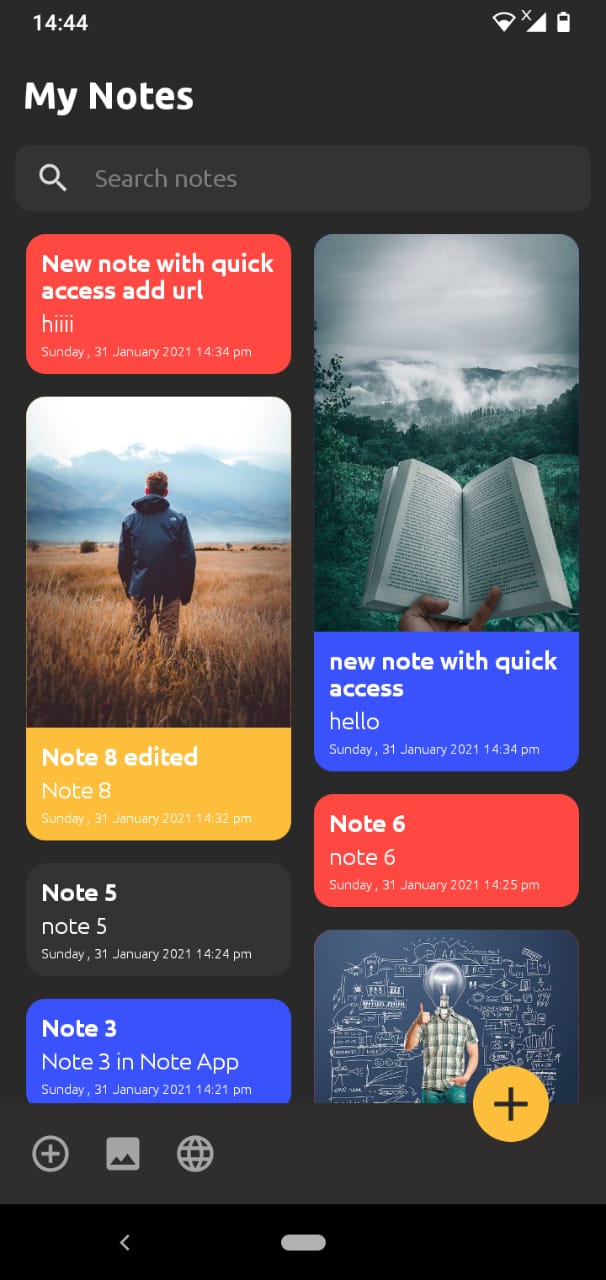 14:44
My Notes
Search notes
New note with quick
access add url
hiiii
Sunday , 31 January 2021 14:34 pm
Note 8 edited
Note 8
Sunday , 31 January 2021 14:32 pm
Note 5
note 5
Sunday , 31 January 2021 14:24 pm
Note 3
Note 3 in Note App
Sunday , 31 January 2021 14:21 pm
new note with quick
access
hello
Sunday , 31 January 2021 14:34 pm
Note 6
note 6
Sunday , 31 January 2021 14:25 pm
PLAN
YES
NO